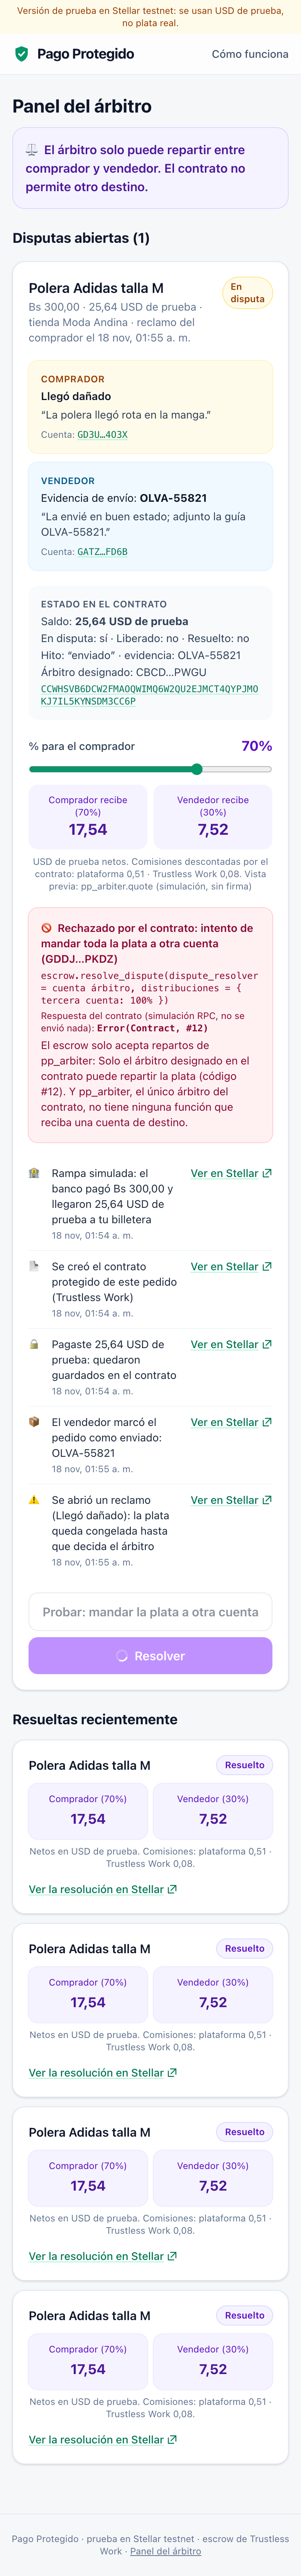 Versión de prueba en Stellar testnet: se usan USD de prueba,
no plata real.
Pago Protegido
Cómo funciona
Panel del árbitro
El árbitro solo puede repartir entre
comprador y vendedor. El contrato no
permite otro destino.
Disputas abiertas (1)
Polera Adidas talla M
En
disputa
Bs 300,00 · 25,64 USD de prueba ·
tienda Moda Andina · reclamo del
comprador el 18 nov, 01:55 a. m.
COMPRADOR
Llegó dañado
“La polera llegó rota en la manga.”
Cuenta: GD3U…4O3X
VENDEDOR
Evidencia de envío: OLVA-55821
“La envié en buen estado; adjunto la guía
OLVA-55821.”
Cuenta: GATZ…FD6B
ESTADO EN EL CONTRATO
Saldo: 25,64 USD de prueba
En disputa: sí · Liberado: no · Resuelto: no
Hito: “enviado” · evidencia: OLVA-55821
Árbitro designado: CBCD…PWGU
CCWHSVB6DCW2FMAOQWIMQ6W2QU2EJMCT4QYPJMO
KJ7IL5KYNSDM3CC6P
% para el comprador
70%
Comprador recibe
(70%)
17,54
Vendedor recibe
(30%)
7,52
USD de prueba netos. Comisiones descontadas por el
contrato: plataforma 0,51 · Trustless Work 0,08. Vista
previa: pp_arbiter.quote (simulación, sin firma)
Rechazado por el contrato: intento de
mandar toda la plata a otra cuenta
(GDDJ…PKDZ)
escrow.resolve_dispute(dispute_resolver
= cuenta árbitro, distributions = {
tercera cuenta: 100% })
Respuesta del contrato (simulación RPC, no se
envió nada): Error(Contract, #12)
El escrow solo acepta repartos de
pp_arbiter: Solo el árbitro designado en el
contrato puede repartir la plata (código
#12). Y pp_arbiter, el único árbitro del
contrato, no tiene ninguna función que
reciba una cuenta de destino.
Rampa simulada: el
banco pagó Bs 300,00 y
llegaron 25,64 USD de
prueba a tu billetera
18 nov, 01:54 a. m.
Ver en Stellar
Se creó el contrato
protegido de este pedido
(Trustless Work)
18 nov, 01:54 a. m.
Ver en Stellar
Pagaste 25,64 USD de
prueba: quedaron
guardados en el contrato
18 nov, 01:54 a. m.
Ver en Stellar
El vendedor marcó el
pedido como enviado:
OLVA-55821
18 nov, 01:55 a. m.
Ver en Stellar
Se abrió un reclamo
(Llegó dañado): la plata
queda congelada hasta
que decida el árbitro
18 nov, 01:55 a. m.
Ver en Stellar
Probar: mandar la plata a otra cuenta
Resolver
Resueltas recientemente
Polera Adidas talla M
Resuelto
Comprador (70%)
17,54
Vendedor (30%)
7,52
Netos en USD de prueba. Comisiones: plataforma 0,51 ·
Trustless Work 0,08.
Ver la resolución en Stellar
Polera Adidas talla M
Resuelto
Comprador (70%)
17,54
Vendedor (30%)
7,52
Netos en USD de prueba. Comisiones: plataforma 0,51 ·
Trustless Work 0,08.
Ver la resolución en Stellar
Polera Adidas talla M
Resuelto
Comprador (70%)
17,54
Vendedor (30%)
7,52
Netos en USD de prueba. Comisiones: plataforma 0,51 ·
Trustless Work 0,08.
Ver la resolución en Stellar
Polera Adidas talla M
Resuelto
Comprador (70%)
17,54
Vendedor (30%)
7,52
Netos en USD de prueba. Comisiones: plataforma 0,51 ·
Trustless Work 0,08.
Ver la resolución en Stellar
Pago Protegido · prueba en Stellar testnet · escrow de Trustless
Work · Panel del árbitro